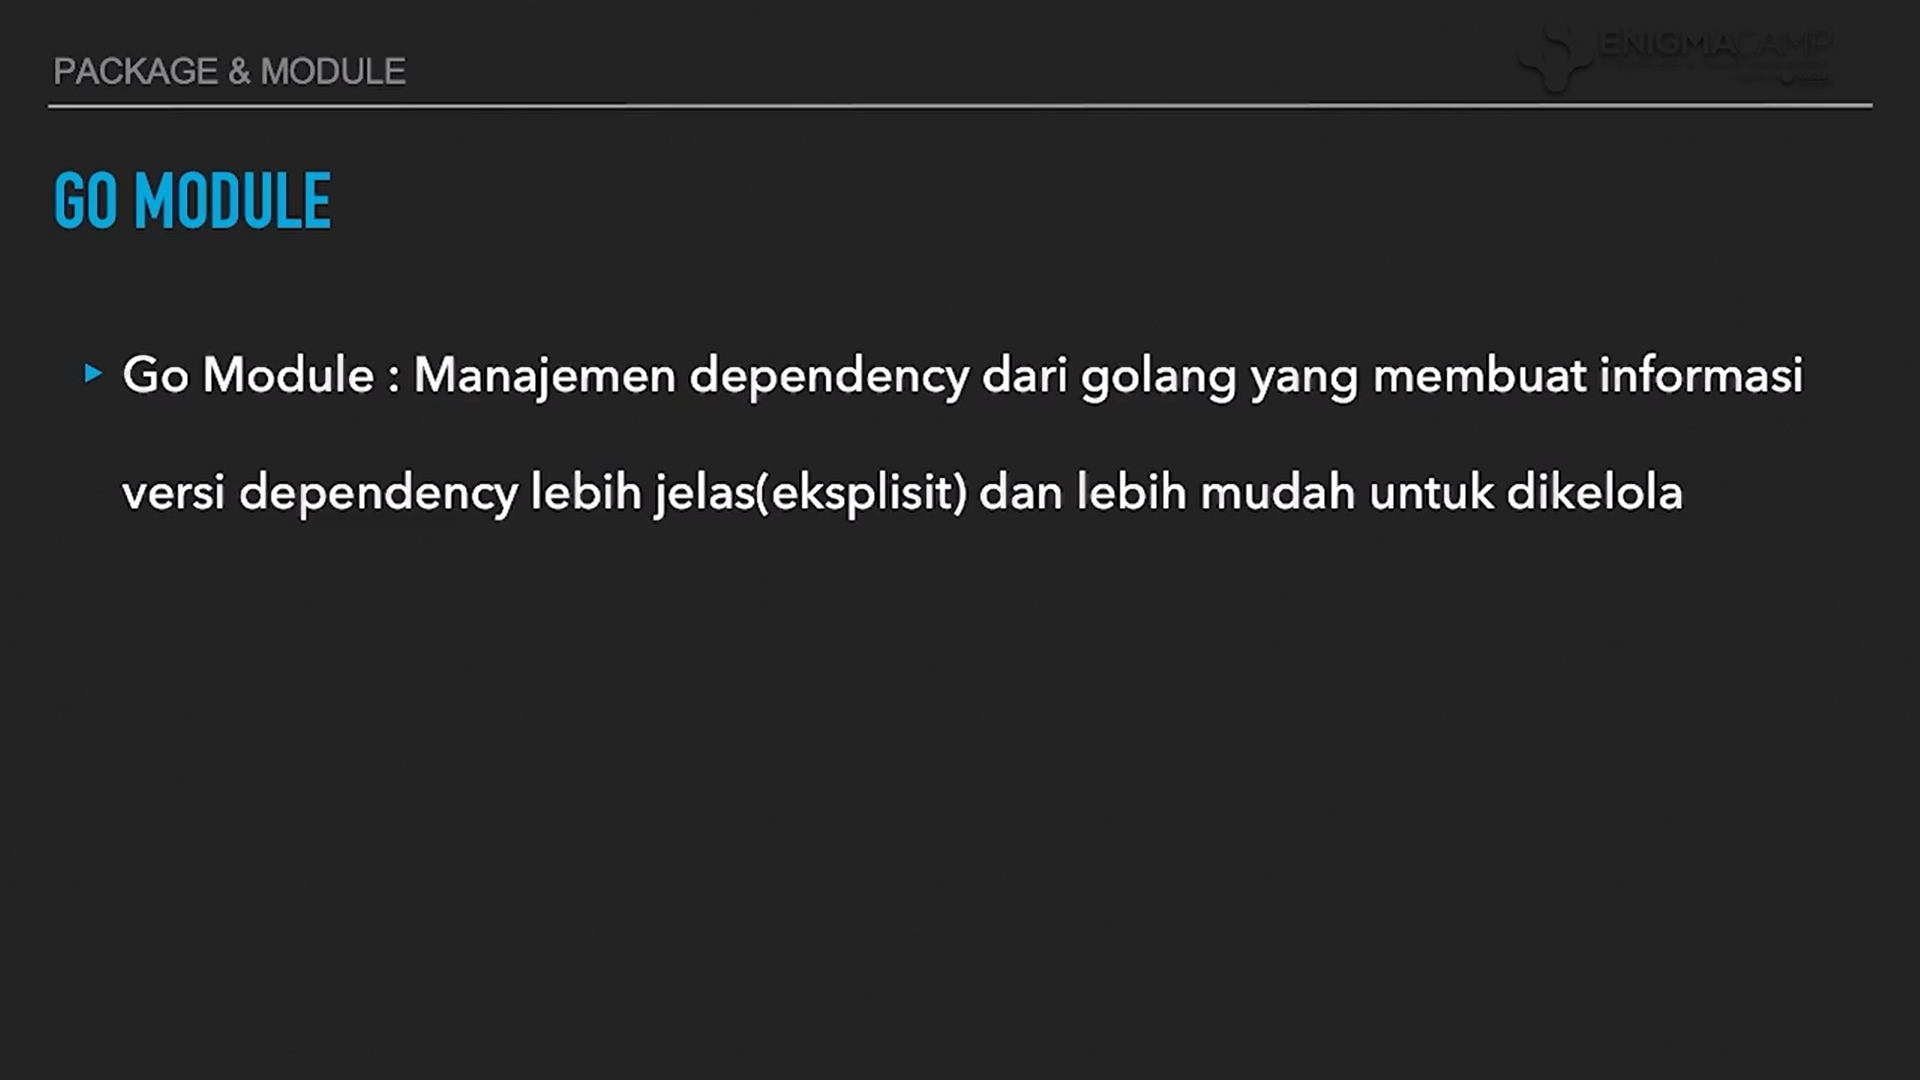 PACKAGE & MODULE
ENIGMACAMP
GO MODULE
Go Module : Manajemen dependency dari golang yang membuat informasi
versi dependency lebih jelas(eksplisit) dan lebih mudah untuk dikelola